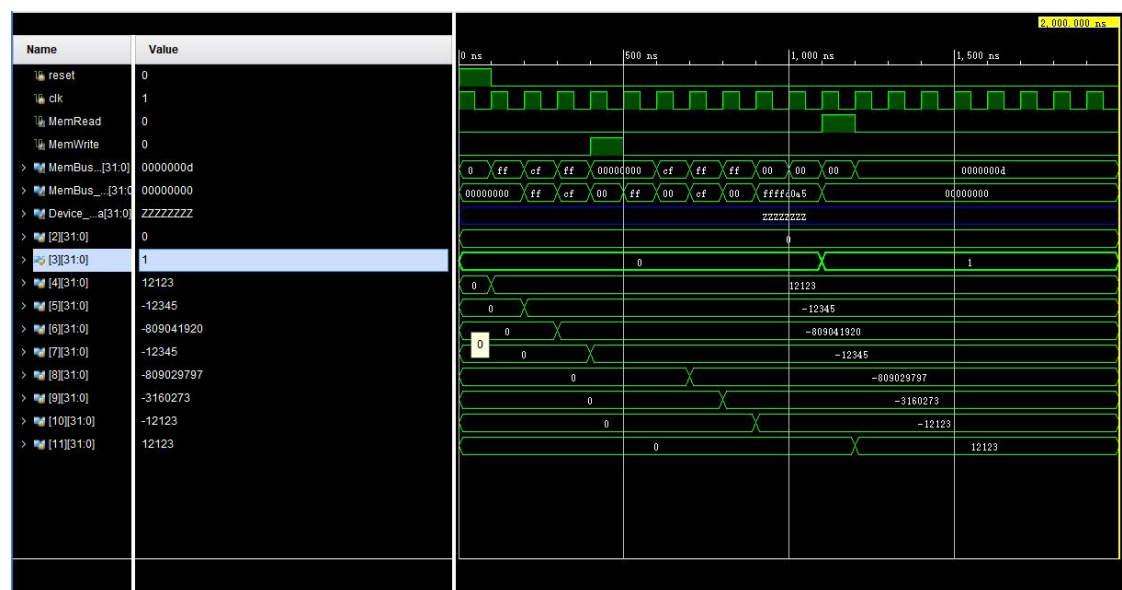 2,000.000 ns
Name Value
0 ns 500 ns 1,000 ns 1,500 ns
reset 0
clk 1
MemRead 0
MemWrite 0
MemBus...[31:0] 0000000d 0 ff cf ff 00000000 cf ff ff 00 00 00 0000000d
MemBus_...[31:0 00000000 00000000 ff cf 00 ff 00 cf 00 ffffd0a5 00000000
Device_...a[31:0] ZZZZZZZZ ZZZZZZZZ
[2][31:0] 0 0
[3][31:0] 1 0 1
[4][31:0] 12123 0 12123
[5][31:0] -12345 0 -12345
[6][31:0] -809041920 0 -809041920
0
[7][31:0] -12345 0 -12345
[8][31:0] -809029797 0 -809029797
[9][31:0] -3160273 0 -3160273
[10][31:0] -12123 0 -12123
[11][31:0] 12123 0 12123